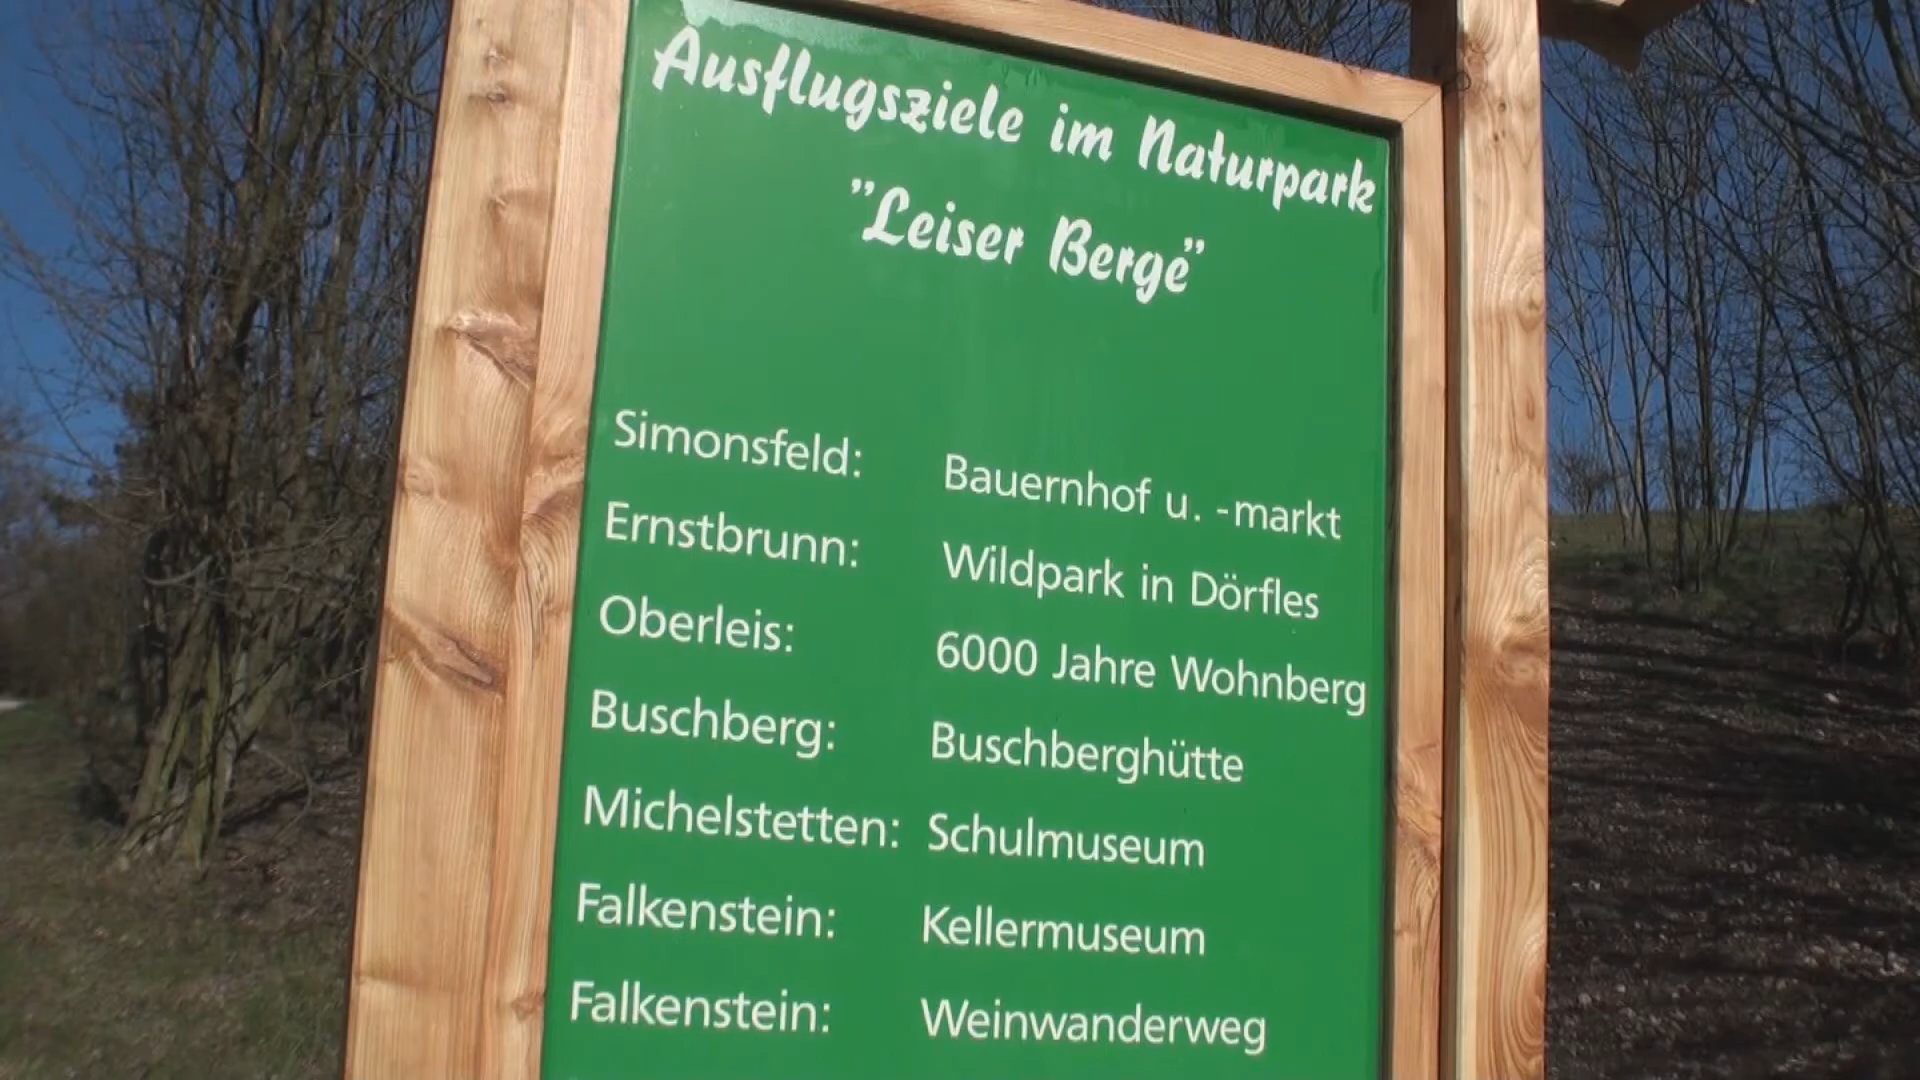 Ausflugsziele im Naturpark
"Leiser Berge"
Simonsfeld: Bauernhof u. -markt
Ernstbrunn: Wildpark in Dörfles
Oberleis: 6000 Jahre Wohnberg
Buschberg: Buschberghütte
Michelstetten: Schulmuseum
Falkenstein: Kellermuseum
Falkenstein: Weinwanderweg